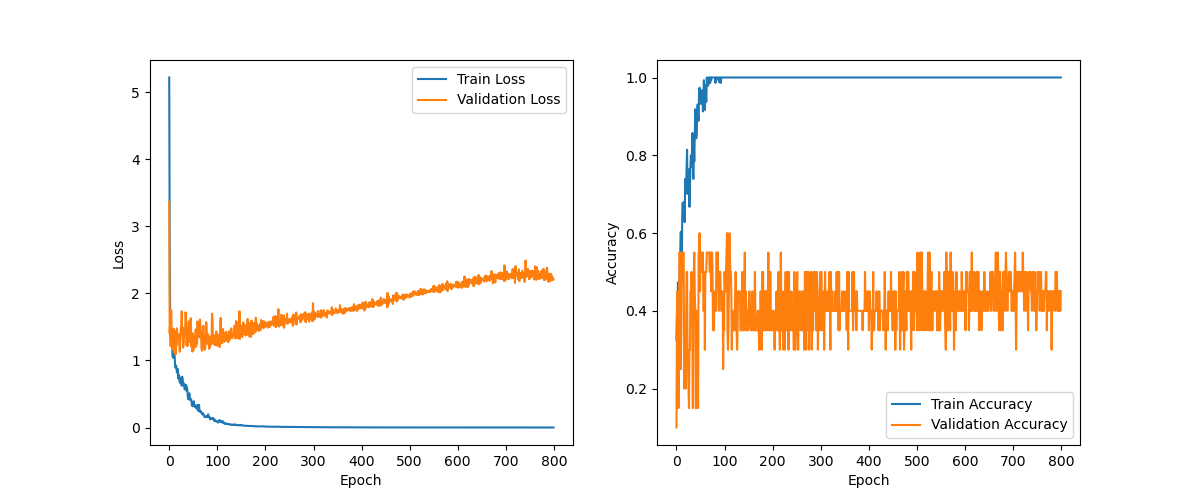 Train Loss
Validation Loss
5
4
3
2
1
0
Loss
0 100 200 300 400 500 600 700 800
Epoch
1.0
0.8
0.6
0.4
0.2
Accuracy
Train Accuracy
Validation Accuracy
0 100 200 300 400 500 600 700 800
Epoch